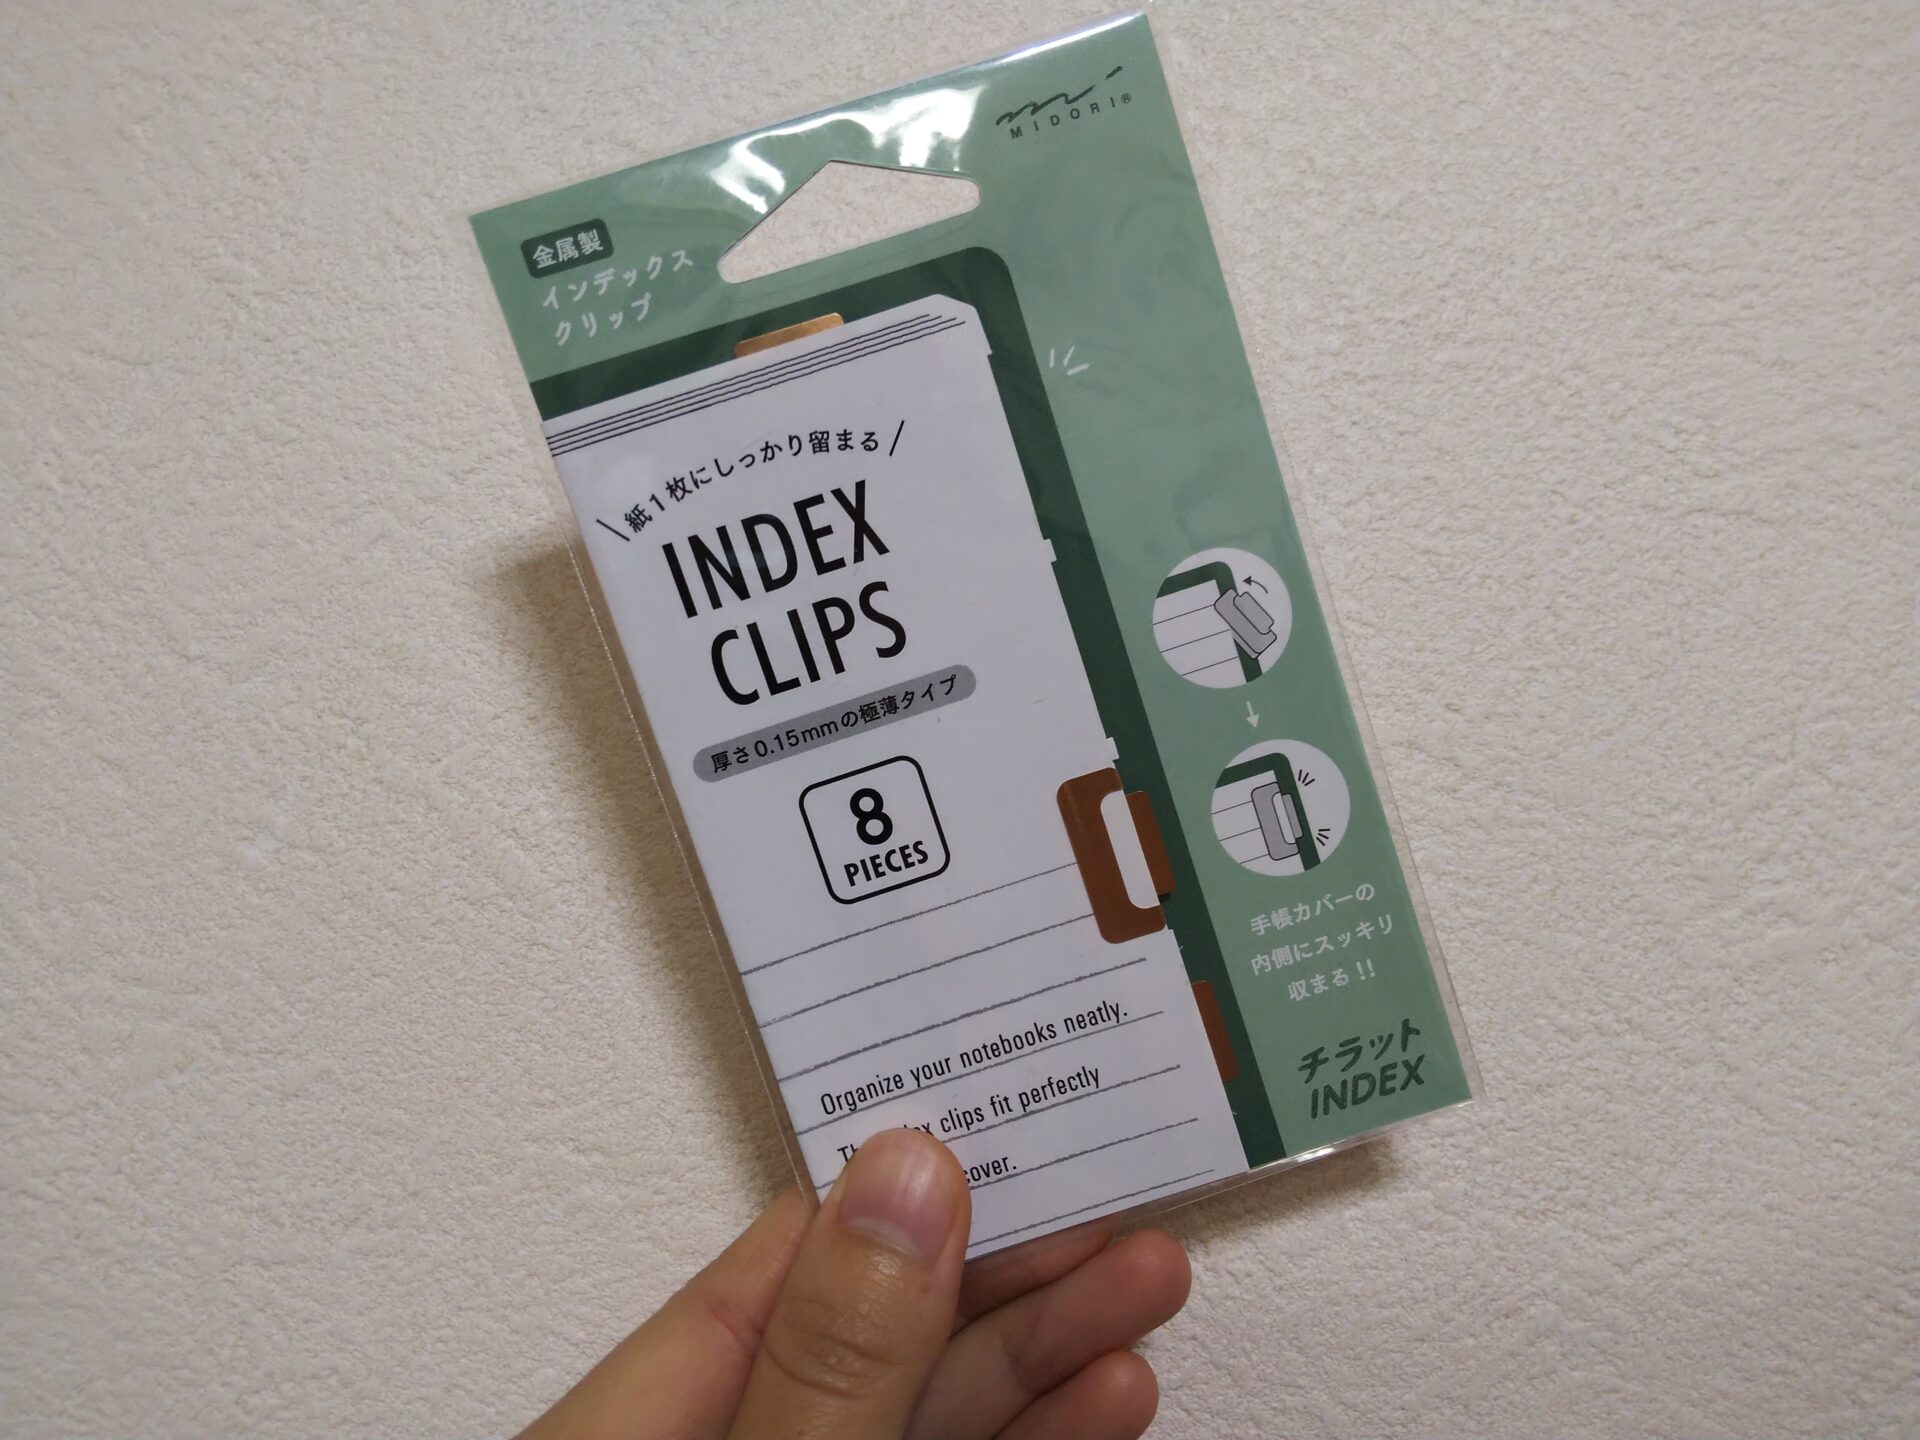 MIDORI®
金属製
インデックス
クリップ
紙1枚にしっかり留まる
INDEX
CLIPS
厚さ0.15mmの極薄タイプ
8
PIECES
Organize your notebooks neatly.
clips fit perfectly
cover.
手帳カバーの
内側にスッキリ
収まる!!
チラット
INDEX